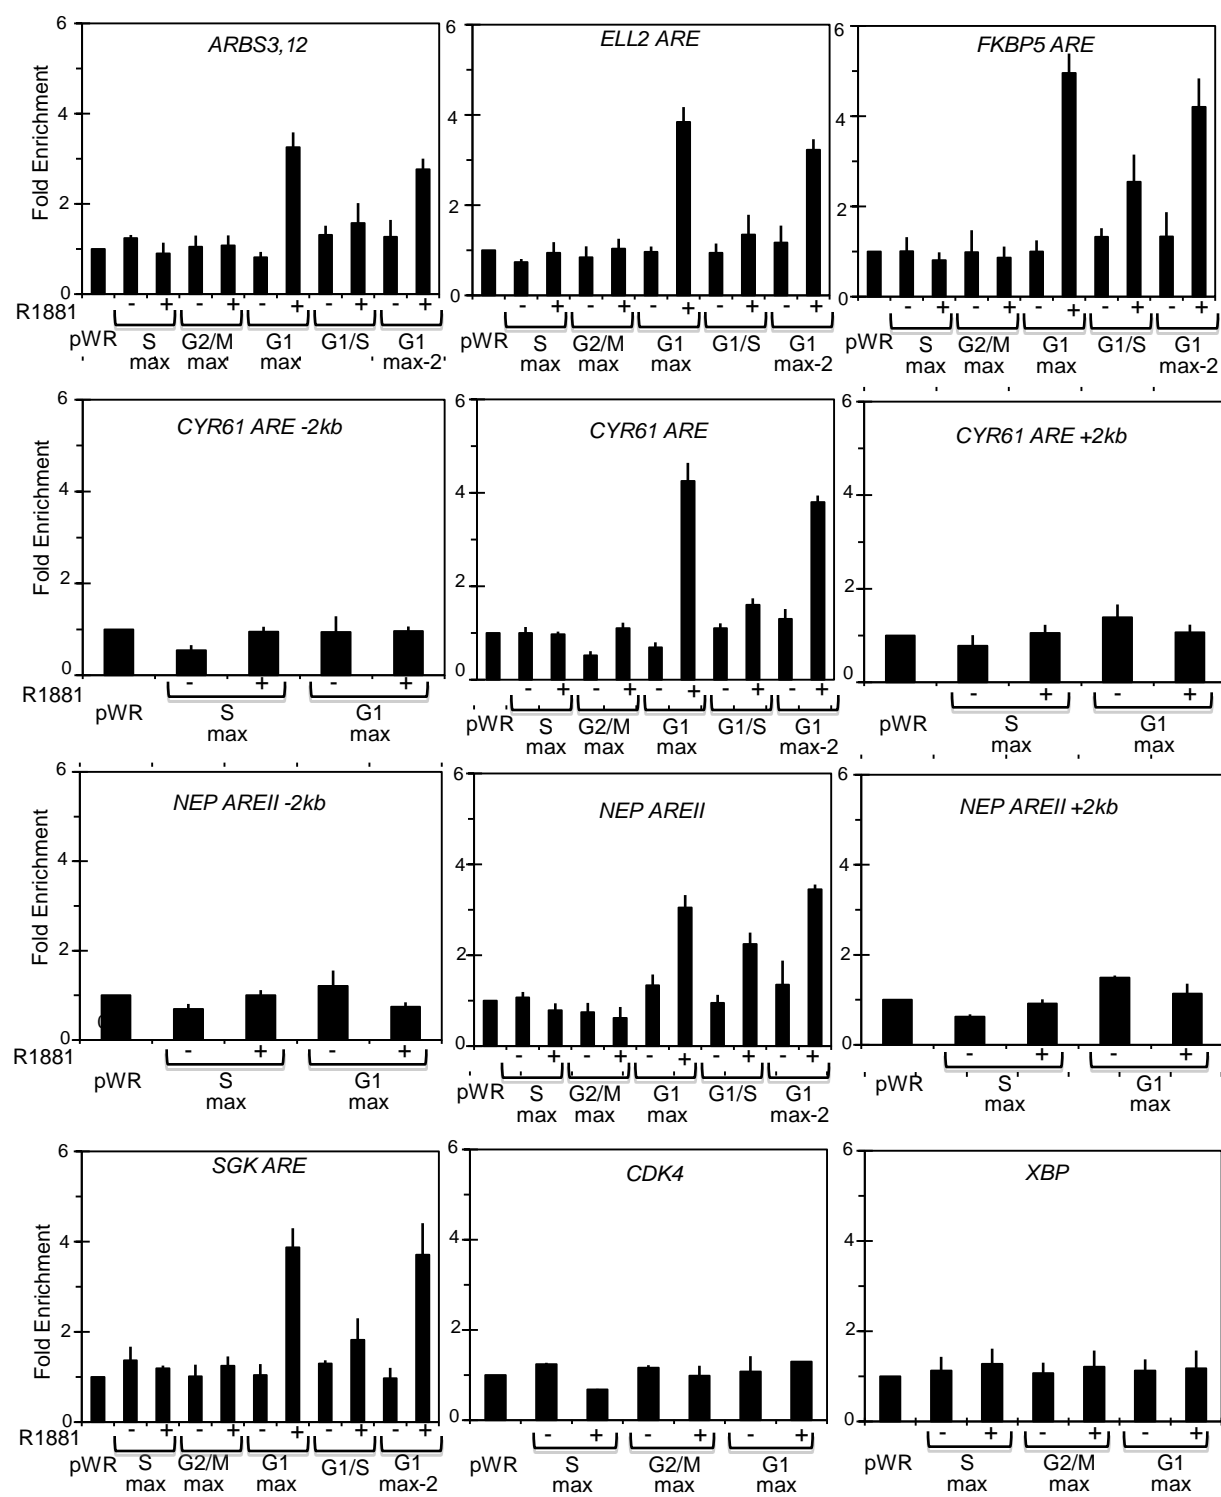 ARBS3,12
Fold Enrichment
6
4
2
0
R1881 - + - + - + - + - +
pWR S max G2/M max G1 max G1/S G1 max-2
ELL2 ARE
6
4
2
0
- + - + - + - + - +
pWR S max G2/M max G1 max G1/S G1 max-2
FKBP5 ARE
6
4
2
0
- + - + - + - + - +
pWR S max G2/M max G1 max G1/S G1 max-2
CYR61 ARE -2kb
Fold Enrichment
6
4
2
0
R1881 - + - +
pWR S max G1 max
CYR61 ARE
6
4
2
0
- + - + - + - + - +
pWR S max G2/M max G1 max G1/S G1 max-2
CYR61 ARE +2kb
6
4
2
0
- + - +
pWR S max G1 max
NEP AREII -2kb
Fold Enrichment
6
4
2
0
R1881 - + - +
pWR S max G1 max
NEP AREII
6
4
2
0
- + - + - + - + - +
pWR S max G2/M max G1 max G1/S G1 max-2
NEP AREII +2kb
6
4
2
0
- + - +
pWR S max G1 max
SGK ARE
Fold Enrichment
6
4
2
0
R1881 - + - + - + - + - +
pWR S max G2/M max G1 max G1/S G1 max-2
CDK4
6
4
2
0
- + - + - +
pWR S max G2/M max G1 max
XBP
6
4
2
0
- + - + - +
pWR S max G2/M max G1 max